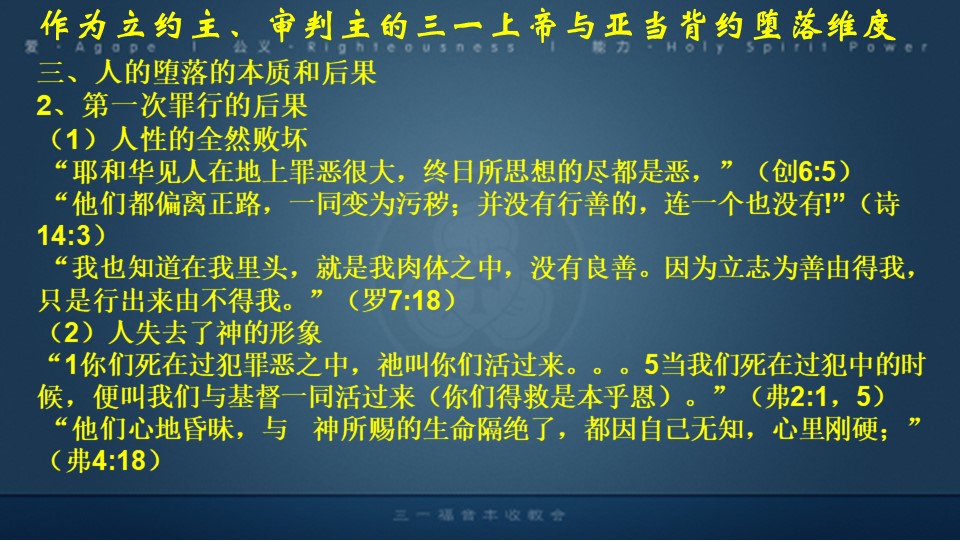 作为立约主、审判主的三一上帝与亚当背约堕落维度
爱 · Agape | 公义 · Righteousness | 能力 · Holy Spirit Power
三、人的堕落的本质和后果
2、第一次罪行的后果
（1）人性的全然败坏
“耶和华见人在地上罪恶很大，终日所思想的尽都是恶，”（创6:5）
“他们都偏离正路，一同变为污秽；并没有行善的，连一个也没有!”（诗
14:3）
“我也知道在我里头，就是我肉体之中，没有良善。因为立志为善由得我，
只是行出来由不得我。”（罗7:18）
（2）人失去了神的形象
“1你们死在过犯罪恶之中，祂叫你们活过来。。。5当我们死在过犯中的时
候，便叫我们与基督一同活过来（你们得救是本乎恩）。”（弗2:1，5）
“他们心地昏昧，与　神所赐的生命隔绝了，都因自己无知，心里刚硬；”
（弗4:18）
三一福音丰收教会